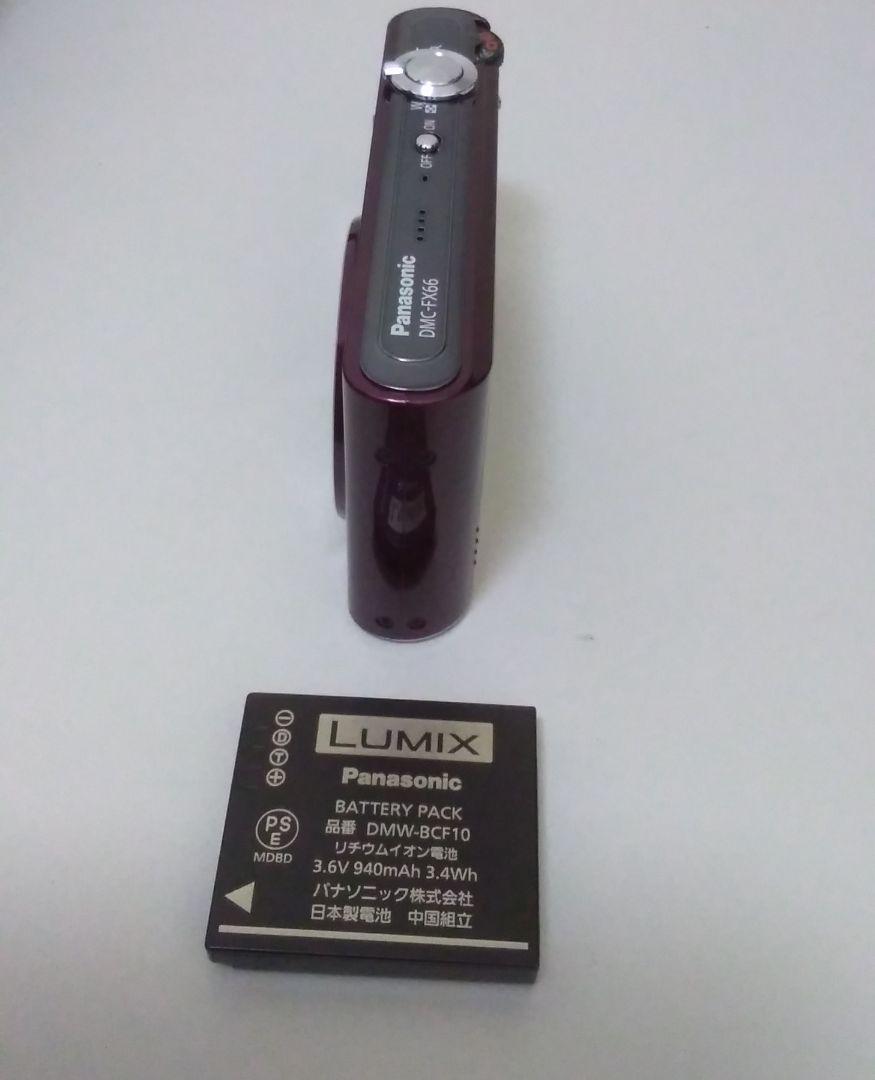 W
OFF ON
Panasonic
DMC-FX66
LUMIX
Panasonic
BATTERY PACK
品番 DMW-BCF10
リチウムイオン電池
3.6V 940mAh 3.4Wh
パナソニック株式会社
日本製電池 中国組立
− D T +
PS
E
MDBD